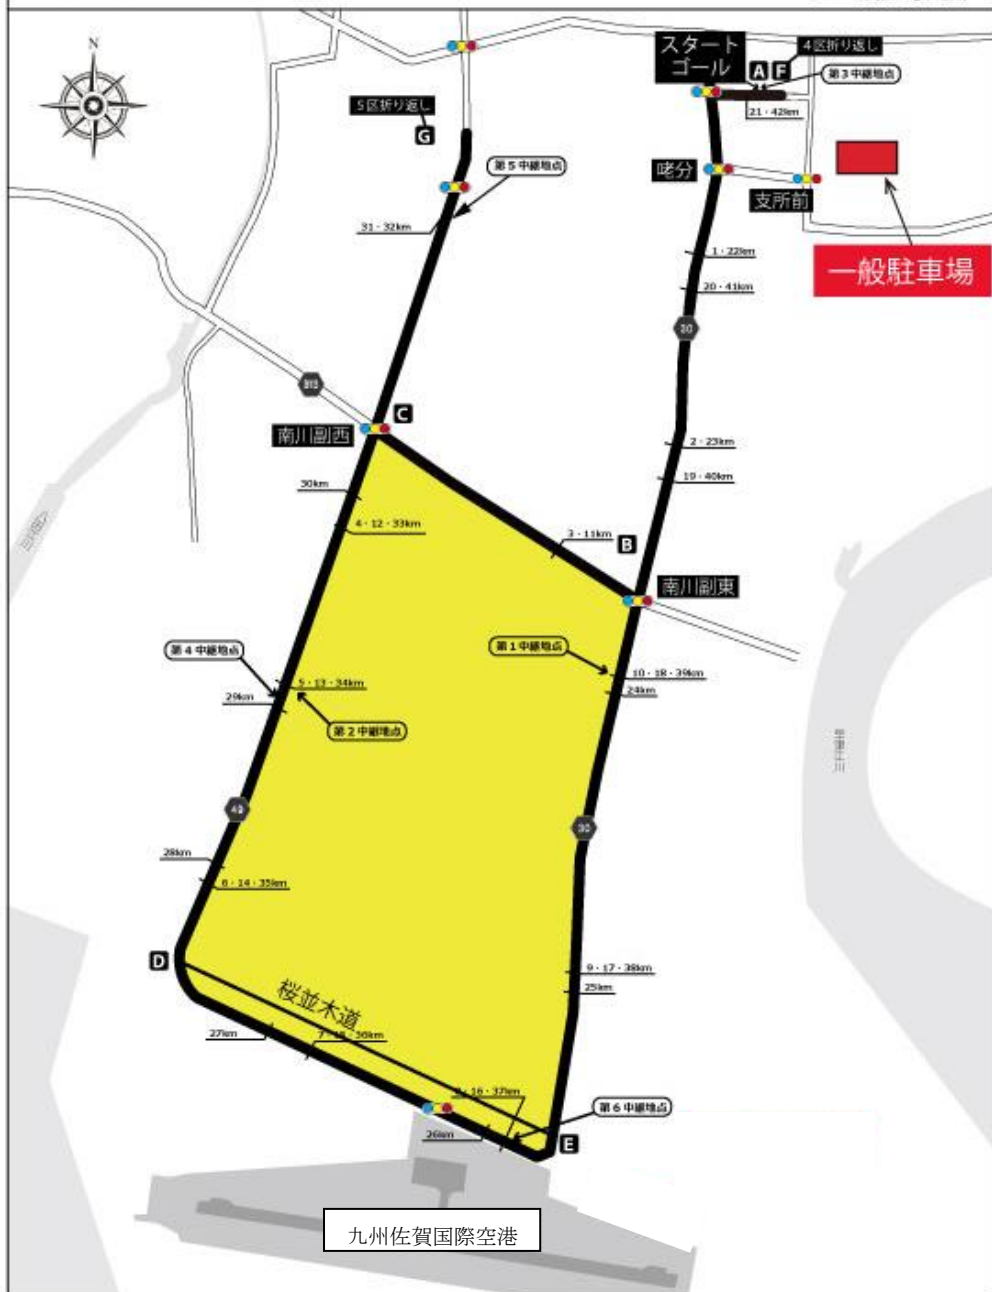 N
スタート
ゴール
A F
4区折り返し
第3中継地点
21・42km
5区折り返し
G
第5中継地点
咾分
支所前
31・32km
1・22km
一般駐車場
20・41km
30
C
南川副西
2・23km
30km
19・40km
4・12・33km
3・11km
B
南川副東
第4中継地点
第1中継地点
5・13・34km
10・18・39km
29km
24km
第2中継地点
49
30
28km
6・14・35km
D
9・17・38km
桜並木道
25km
27km
16・37km
第6中継地点
26km
E
九州佐賀国際空港